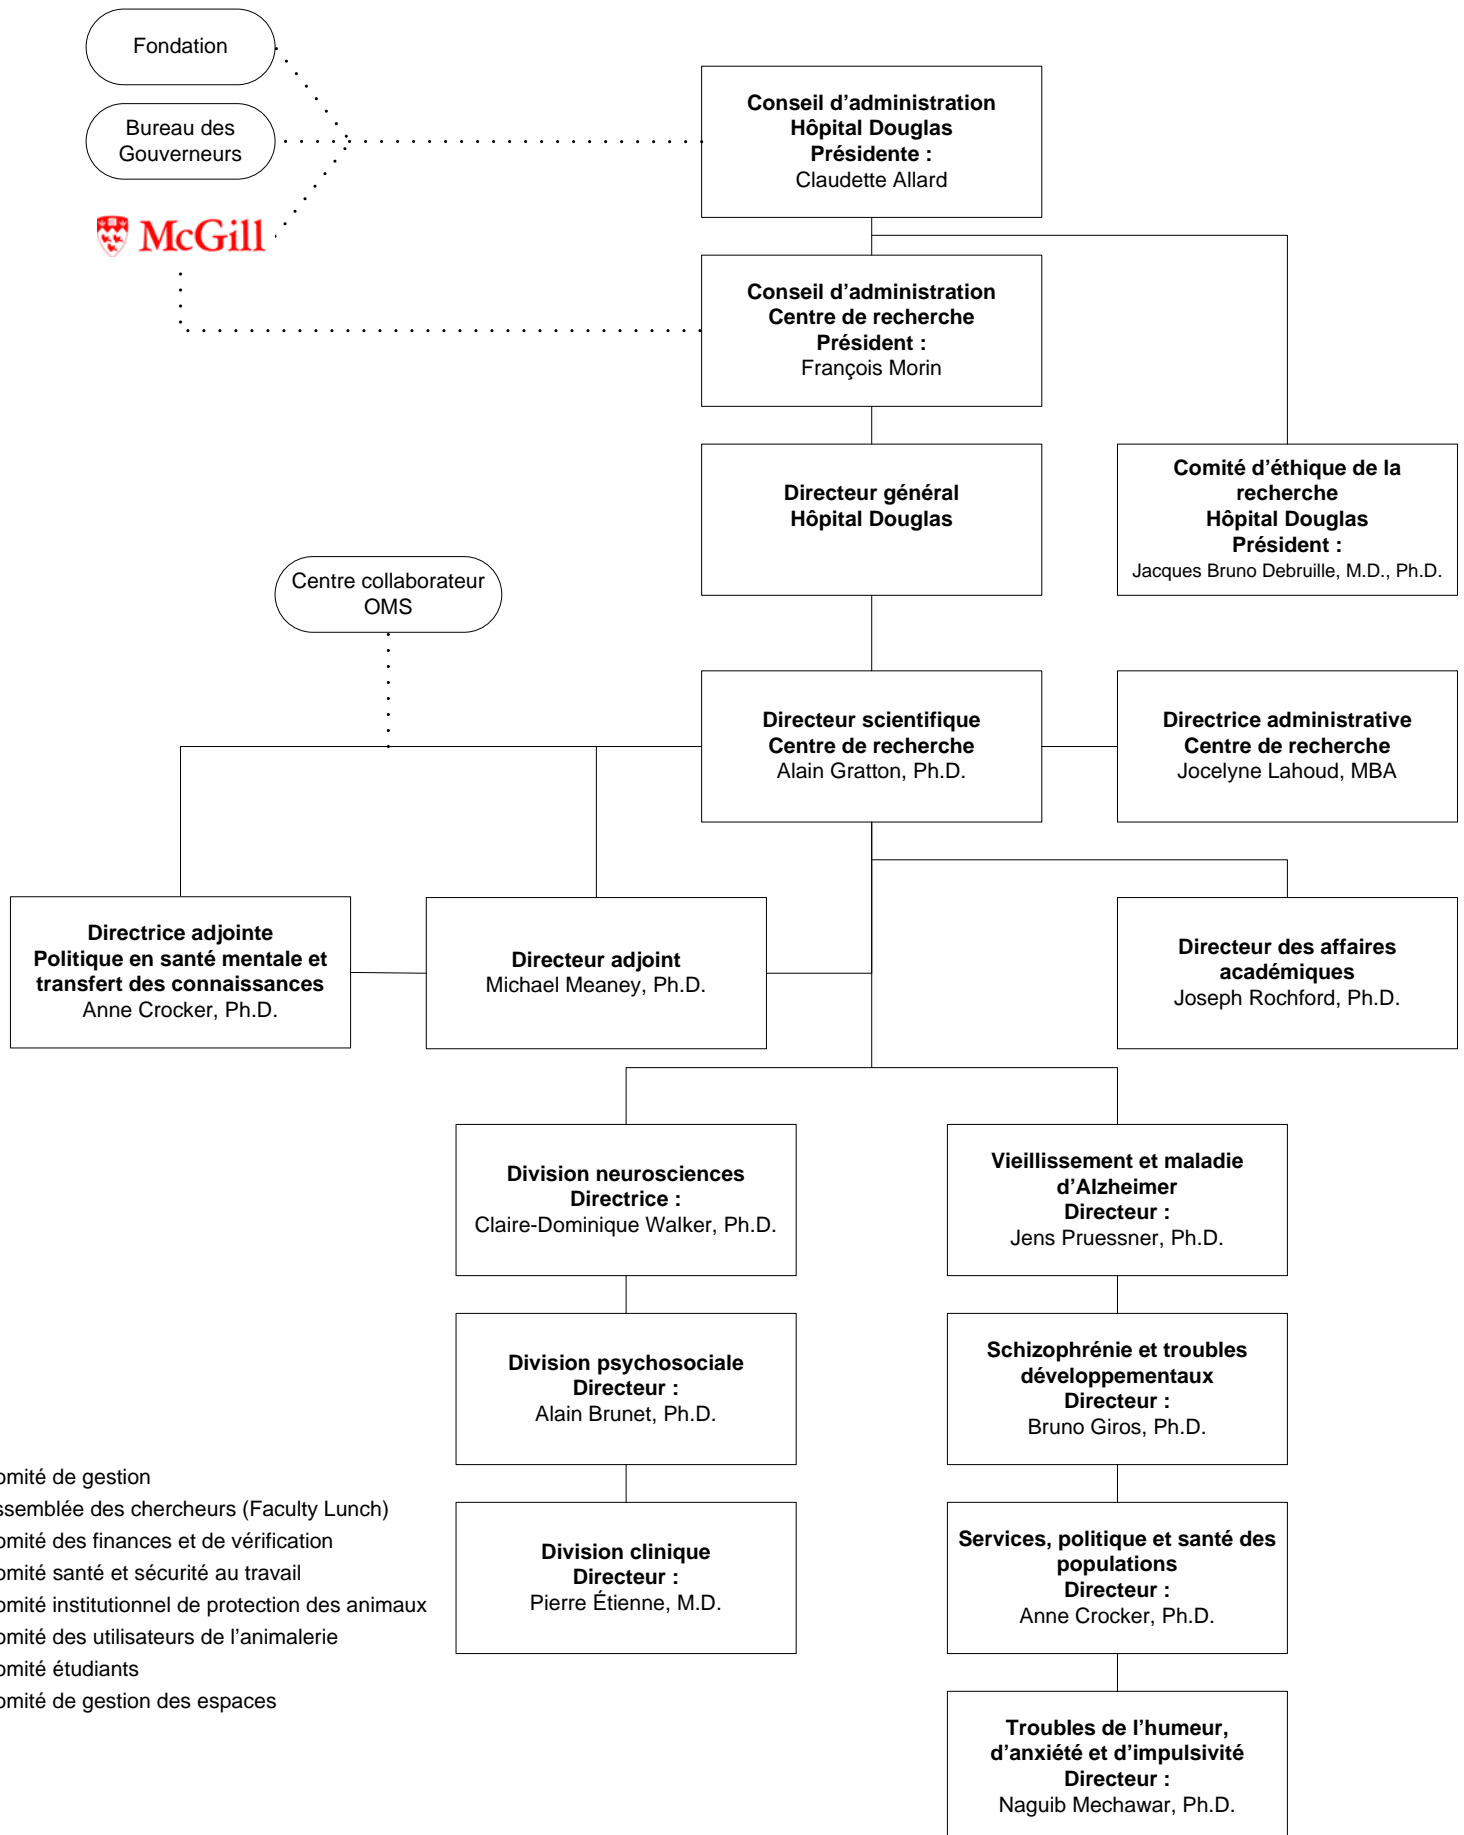 Fondation
Bureau des
Gouverneurs
McGill
Conseil d'administration
Hôpital Douglas
Présidente :
Claudette Allard
Conseil d'administration
Centre de recherche
Président :
François Morin
Directeur général
Hôpital Douglas
Comité d'éthique de la
recherche
Hôpital Douglas
Président :
Jacques Bruno Debruille, M.D., Ph.D.
Centre collaborateur
OMS
Directeur scientifique
Centre de recherche
Alain Gratton, Ph.D.
Directrice administrative
Centre de recherche
Jocelyne Lahoud, MBA
Directrice adjointe
Politique en santé mentale et
transfert des connaissances
Anne Crocker, Ph.D.
Directeur adjoint
Michael Meaney, Ph.D.
Directeur des affaires
académiques
Joseph Rochford, Ph.D.
Division neurosciences
Directrice :
Claire-Dominique Walker, Ph.D.
Vieillissement et maladie
d'Alzheimer
Directeur :
Jens Pruessner, Ph.D.
Division psychosociale
Directeur :
Alain Brunet, Ph.D.
Schizophrénie et troubles
développementaux
Directeur :
Bruno Giros, Ph.D.
Division clinique
Directeur :
Pierre Étienne, M.D.
Services, politique et santé des
populations
Directeur :
Anne Crocker, Ph.D.
Troubles de l'humeur,
d'anxiété et d'impulsivité
Directeur :
Naguib Mechawar, Ph.D.
omité de gestion
ssemblée des chercheurs (Faculty Lunch)
omité des finances et de vérification
omité santé et sécurité au travail
omité institutionnel de protection des animaux
omité des utilisateurs de l'animalerie
omité étudiants
omité de gestion des espaces